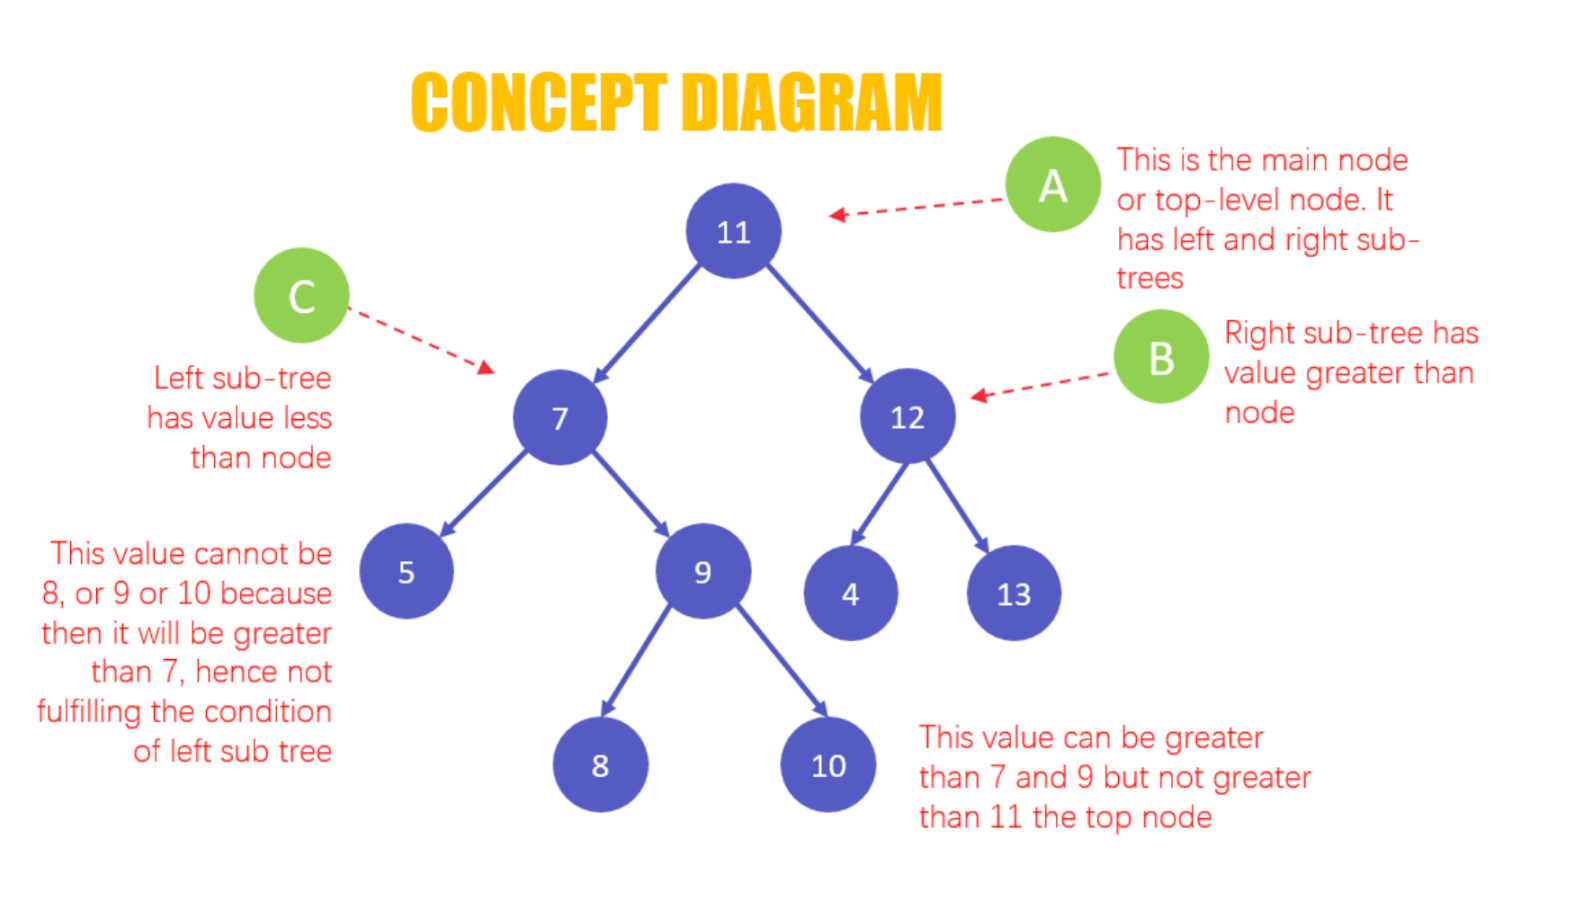 CONCEPT DIAGRAM
A
This is the main node
or top-level node. It
has left and right sub-
trees
11
C
Left sub-tree
has value less
than node
B
Right sub-tree has
value greater than
node
7
12
This value cannot be
8, or 9 or 10 because
then it will be greater
than 7, hence not
fulfilling the condition
of left sub tree
5
9
4
13
8
10
This value can be greater
than 7 and 9 but not greater
than 11 the top node